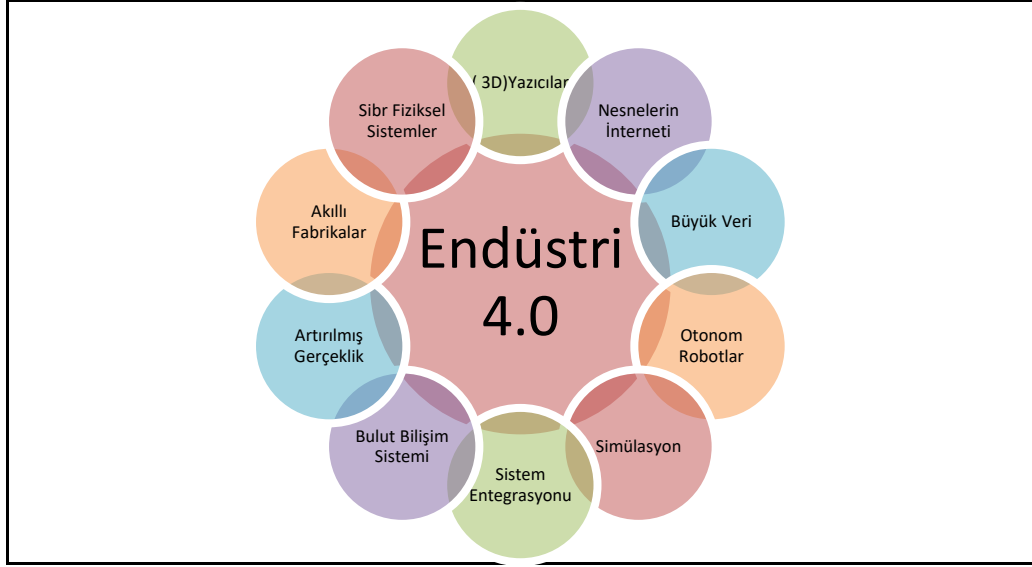 ( 3D)Yazıcılar
Nesnelerin
İnterneti
Büyük Veri
Otonom
Robotlar
Simülasyon
Sistem
Entegrasyonu
Bulut Bilişim
Sistemi
Artırılmış
Gerçeklik
Akıllı
Fabrikalar
Sibr Fiziksel
Sistemler
Endüstri
4.0